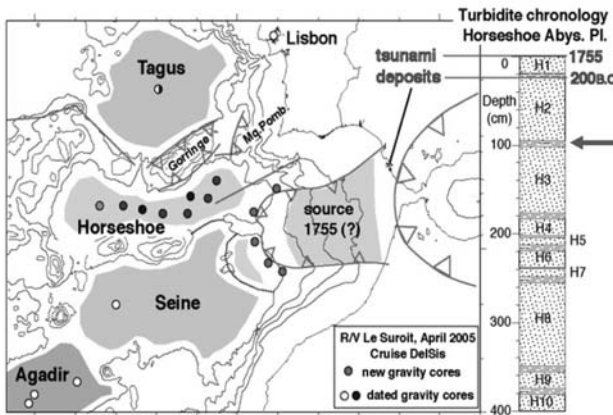 Turbidite chronology
Horseshoe Abys. Pl.
Lisbon
tsunami
deposits
1755
200B.C
Tagus
Gorringe
Mq. Pomb.
Depth
(cm)
0
100
200
300
400
H1
H2
H3
H4
H5
H6
H7
H8
H9
H10
Horseshoe
source
1755 (?)
Seine
Agadir
R/V Le Suroit, April 2005
Cruise DelSis
new gravity cores
dated gravity cores